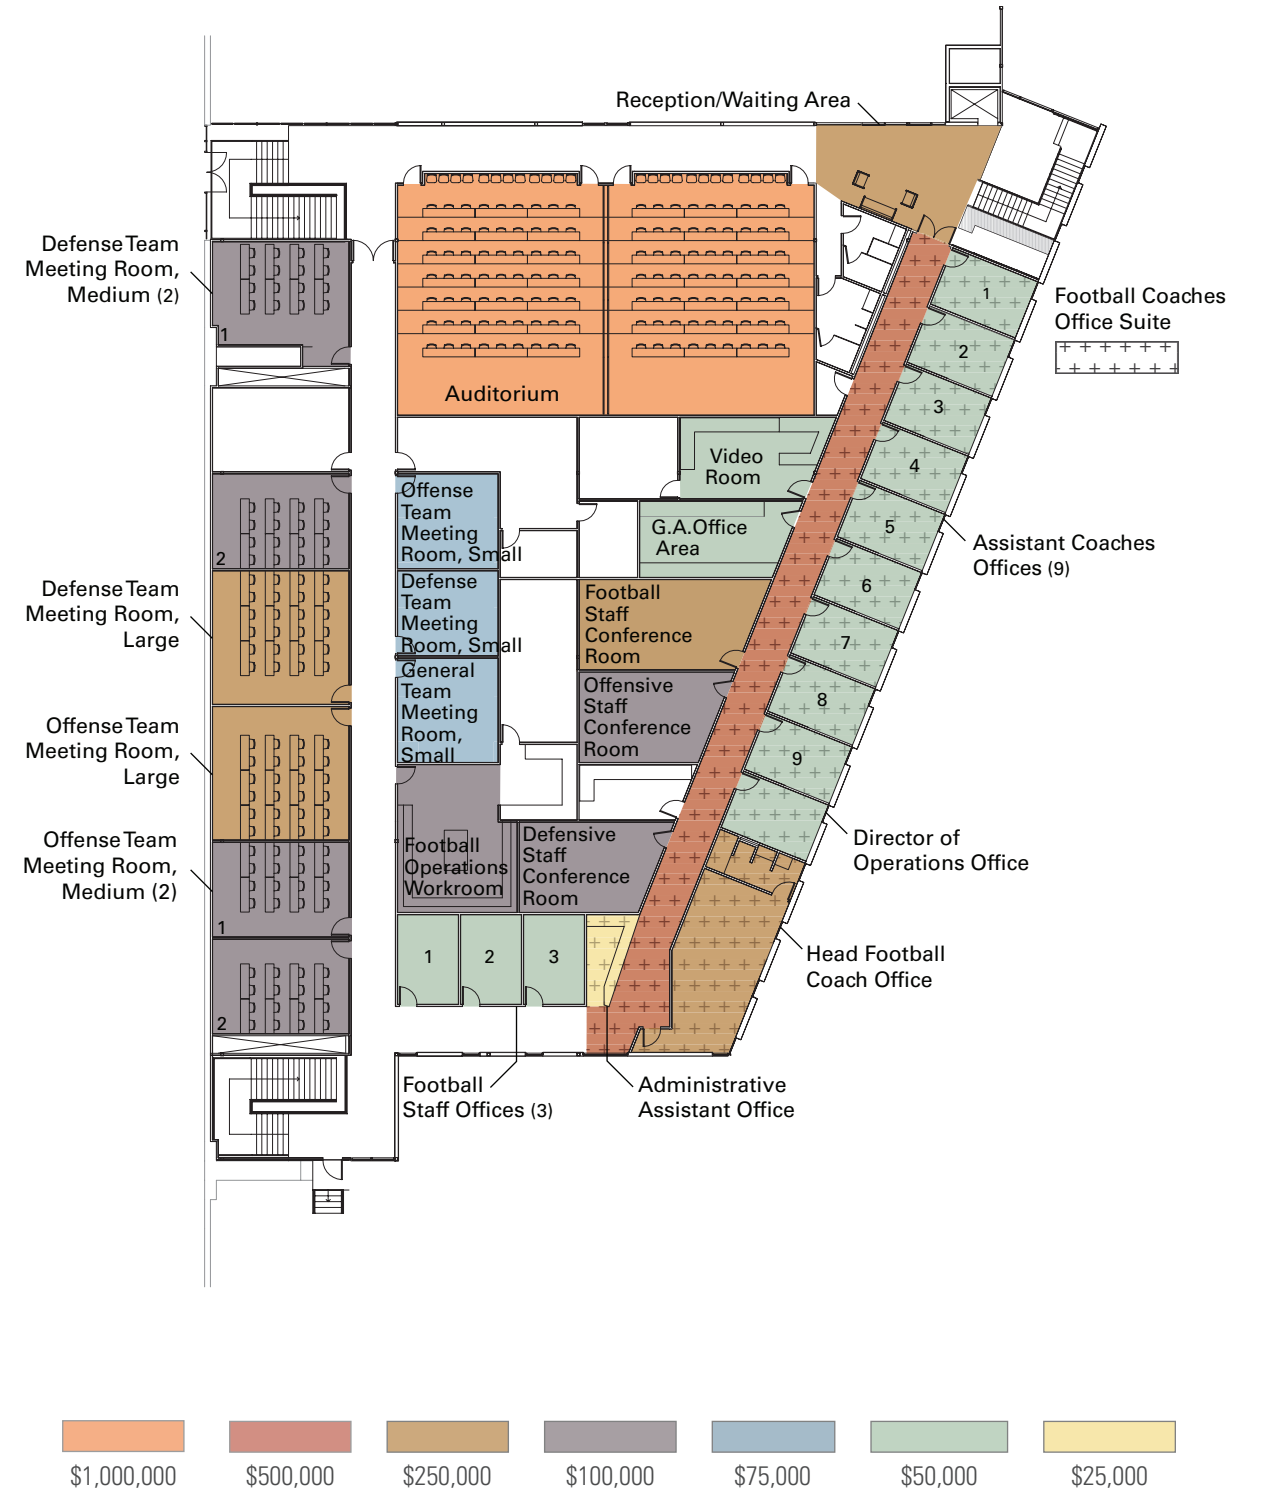 Reception/Waiting Area
Defense Team
Meeting Room,
Medium (2)
1
Football Coaches
Office Suite
1
2
3
4
5
6
7
8
9
Auditorium
Video
Room
G.A.Office
Area
Assistant Coaches
Offices (9)
2
Offense
Team
Meeting
Room, Small
Defense
Team
Meeting
Room, Small
General
Team
Meeting
Room,
Small
Football
Staff
Conference
Room
Offensive
Staff
Conference
Room
Defense Team
Meeting Room,
Large
Offense Team
Meeting Room,
Large
Offense Team
Meeting Room,
Medium (2)
1
2
Football
Operations
Workroom
Defensive
Staff
Conference
Room
Director of
Operations Office
Head Football
Coach Office
1
2
3
Football
Staff Offices (3)
Administrative
Assistant Office
$1,000,000
$500,000
$250,000
$100,000
$75,000
$50,000
$25,000